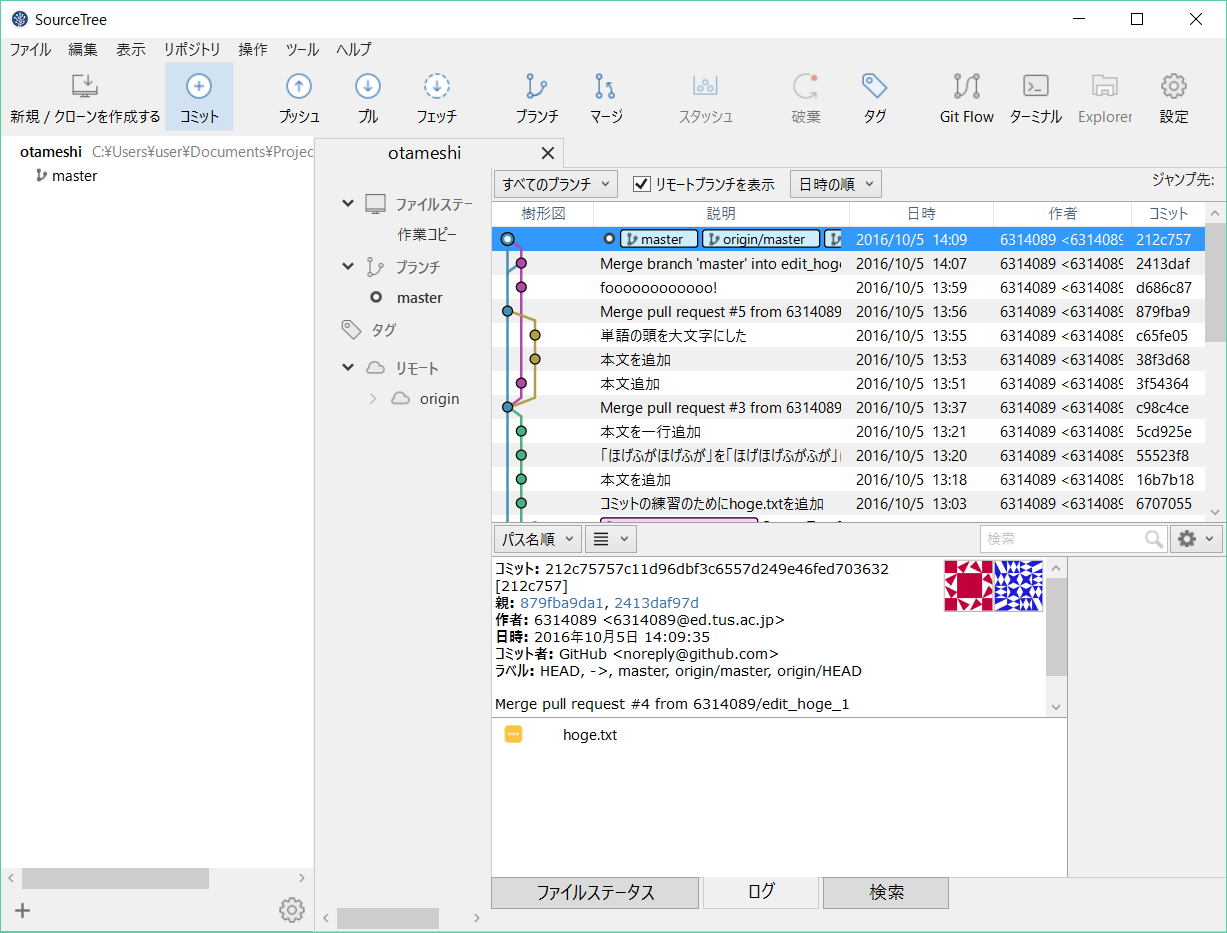 SourceTree
ファイル 編集 表示 リポジトリ 操作 ツール ヘルプ
新規 / クローンを作成する コミット プッシュ プル フェッチ ブランチ マージ スタッシュ 破棄 タグ Git Flow ターミナル Explorer 設定
otameshi C:¥Users¥user¥Documents¥Projec
master
otameshi
ファイルステー
作業コピー
ブランチ
master
タグ
リモート
origin
すべてのブランチ リモートブランチを表示 日時の順 ジャンプ先:
樹形図 説明 日時 作者 コミット
master origin/master 2016/10/5 14:09 6314089 <6314089 212c757
Merge branch 'master' into edit_hoge 2016/10/5 14:07 6314089 <6314089 2413daf
foooooooooooo! 2016/10/5 13:59 6314089 <6314089 d686c87
Merge pull request #5 from 6314089 2016/10/5 13:56 6314089 <6314089 879fba9
単語の頭を大文字にした 2016/10/5 13:55 6314089 <6314089 c65fe05
本文を追加 2016/10/5 13:53 6314089 <6314089 38f3d68
本文追加 2016/10/5 13:51 6314089 <6314089 3f54364
Merge pull request #3 from 6314089 2016/10/5 13:37 6314089 <6314089 c98c4ce
本文を一行追加 2016/10/5 13:21 6314089 <6314089 5cd925e
「ほげふがほげふが」を「ほげほげふがふが」に 2016/10/5 13:20 6314089 <6314089 55523f8
本文を追加 2016/10/5 13:18 6314089 <6314089 16b7b18
コミットの練習のためにhoge.txtを追加 2016/10/5 13:03 6314089 <6314089 6707055
パス名順 検索
コミット: 212c75757c11d96dbf3c6557d249e46fed703632
[212c757]
親: 879fba9da1, 2413daf97d
作者: 6314089 <6314089@ed.tus.ac.jp>
日時: 2016年10月5日 14:09:35
コミット者: GitHub <noreply@github.com>
ラベル: HEAD, ->, master, origin/master, origin/HEAD
Merge pull request #4 from 6314089/edit_hoge_1
hoge.txt
ファイルステータス ログ 検索